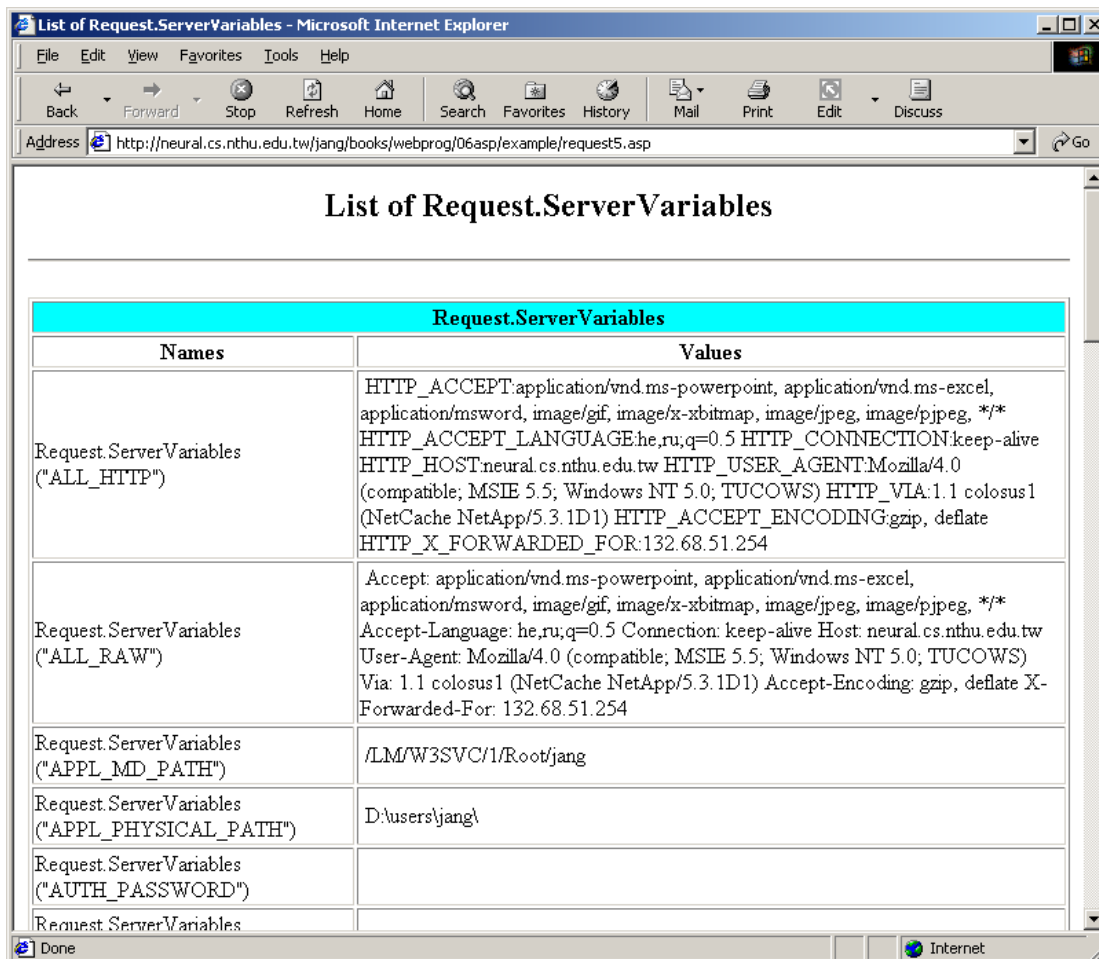 List of Request.ServerVariables - Microsoft Internet Explorer
File Edit View Favorites Tools Help
Back Forward Stop Refresh Home Search Favorites History Mail Print Edit Discuss
Address http://neural.cs.nthu.edu.tw/jang/books/webprog/06asp/example/request5.asp Go
List of Request.ServerVariables
Request.ServerVariables
Names Values
Request.ServerVariables
("ALL_HTTP")
HTTP_ACCEPT:application/vnd.ms-powerpoint, application/vnd.ms-excel,
application/msword, image/gif, image/x-xbitmap, image/jpeg, image/pjpeg, */*
HTTP_ACCEPT_LANGUAGE:he,ru;q=0.5 HTTP_CONNECTION:keep-alive
HTTP_HOST:neural.cs.nthu.edu.tw HTTP_USER_AGENT:Mozilla/4.0
(compatible; MSIE 5.5; Windows NT 5.0; TUCOWS) HTTP_VIA:1.1 colosus1
(NetCache NetApp/5.3.1D1) HTTP_ACCEPT_ENCODING:gzip, deflate
HTTP_X_FORWARDED_FOR:132.68.51.254
Request.ServerVariables
("ALL_RAW")
Accept: application/vnd.ms-powerpoint, application/vnd.ms-excel,
application/msword, image/gif, image/x-xbitmap, image/jpeg, image/pjpeg, */*
Accept-Language: he,ru;q=0.5 Connection: keep-alive Host: neural.cs.nthu.edu.tw
User-Agent: Mozilla/4.0 (compatible; MSIE 5.5; Windows NT 5.0; TUCOWS)
Via: 1.1 colosus1 (NetCache NetApp/5.3.1D1) Accept-Encoding: gzip, deflate X-
Forwarded-For: 132.68.51.254
Request.ServerVariables
("APPL_MD_PATH")
/LM/W3SVC/1/Root/jang
Request.ServerVariables
("APPL_PHYSICAL_PATH")
D:\users\jang\
Request.ServerVariables
("AUTH_PASSWORD")
Request.ServerVariables
Done Internet